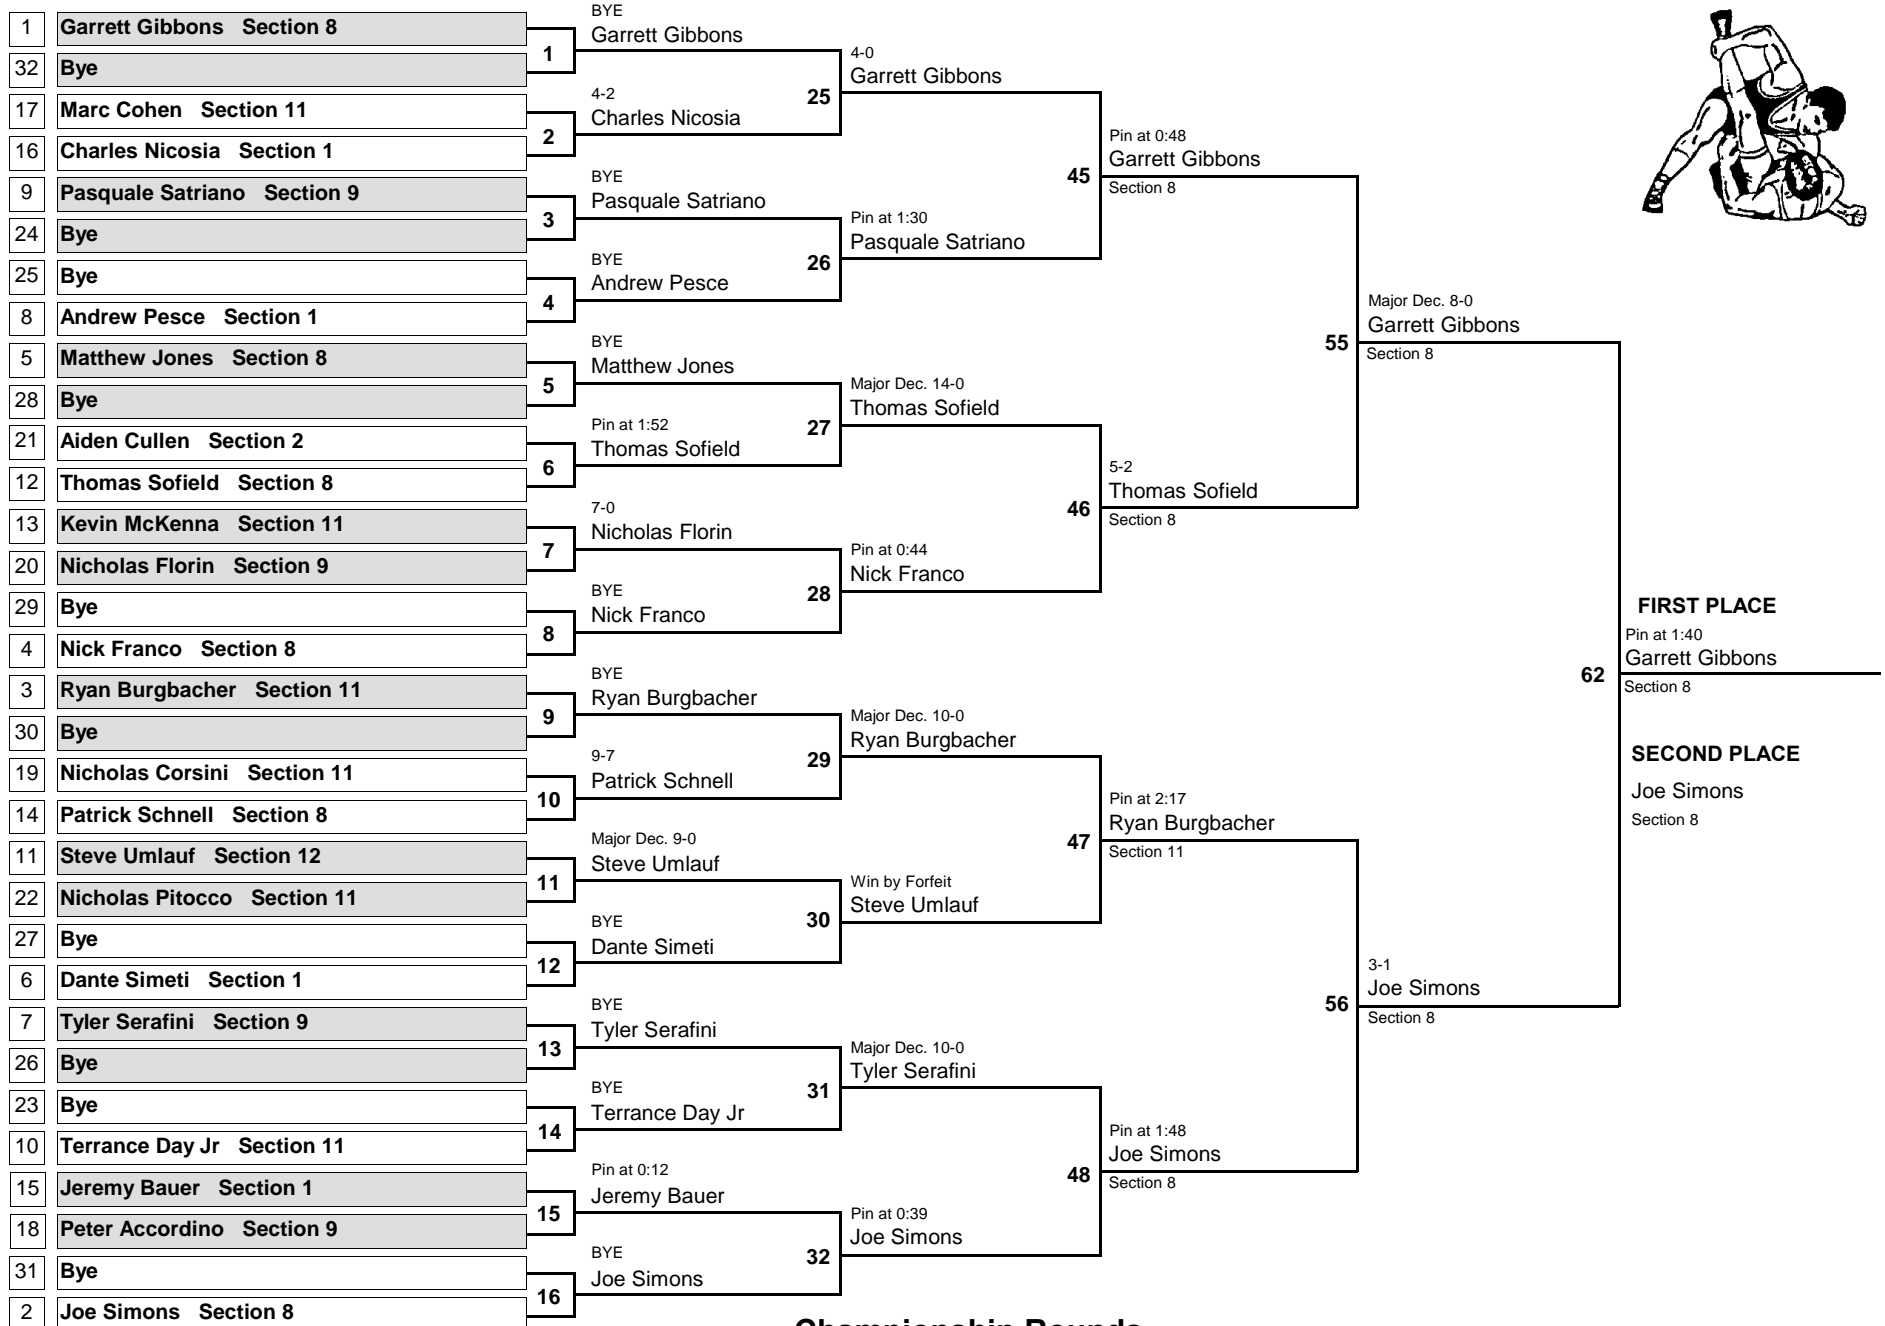 1 Garrett Gibbons Section 8
32 Bye
17 Marc Cohen Section 11
16 Charles Nicosia Section 1
9 Pasquale Satriano Section 9
24 Bye
25 Bye
8 Andrew Pesce Section 1
5 Matthew Jones Section 8
28 Bye
21 Aiden Cullen Section 2
12 Thomas Sofield Section 8
13 Kevin McKenna Section 11
20 Nicholas Florin Section 9
29 Bye
4 Nick Franco Section 8
3 Ryan Burgbacher Section 11
30 Bye
19 Nicholas Corsini Section 11
14 Patrick Schnell Section 8
11 Steve Umlauf Section 12
22 Nicholas Pitocco Section 11
27 Bye
6 Dante Simeti Section 1
7 Tyler Serafini Section 9
26 Bye
23 Bye
10 Terrance Day Jr Section 11
15 Jeremy Bauer Section 1
18 Peter Accordino Section 9
31 Bye
2 Joe Simons Section 8
BYE
Garrett Gibbons
1
4-2
Charles Nicosia
2
BYE
Pasquale Satriano
3
BYE
Andrew Pesce
4
BYE
Matthew Jones
5
Pin at 1:52
Thomas Sofield
6
7-0
Nicholas Florin
7
BYE
Nick Franco
8
BYE
Ryan Burgbacher
9
9-7
Patrick Schnell
10
Major Dec. 9-0
Steve Umlauf
11
BYE
Dante Simeti
12
BYE
Tyler Serafini
13
BYE
Terrance Day Jr
14
Pin at 0:12
Jeremy Bauer
15
BYE
Joe Simons
16
4-0
Garrett Gibbons
25
Pin at 1:30
Pasquale Satriano
26
Major Dec. 14-0
Thomas Sofield
27
Pin at 0:44
Nick Franco
28
Major Dec. 10-0
Ryan Burgbacher
29
Win by Forfeit
Steve Umlauf
30
Major Dec. 10-0
Tyler Serafini
31
Pin at 0:39
Joe Simons
32
Pin at 0:48
Garrett Gibbons
45
Section 8
5-2
Thomas Sofield
46
Section 8
Pin at 2:17
Ryan Burgbacher
47
Section 11
Pin at 1:48
Joe Simons
48
Section 8
Major Dec. 8-0
Garrett Gibbons
55
Section 8
3-1
Joe Simons
56
Section 8
FIRST PLACE
Pin at 1:40
Garrett Gibbons
62
Section 8
SECOND PLACE
Joe Simons
Section 8
Championship Rounds